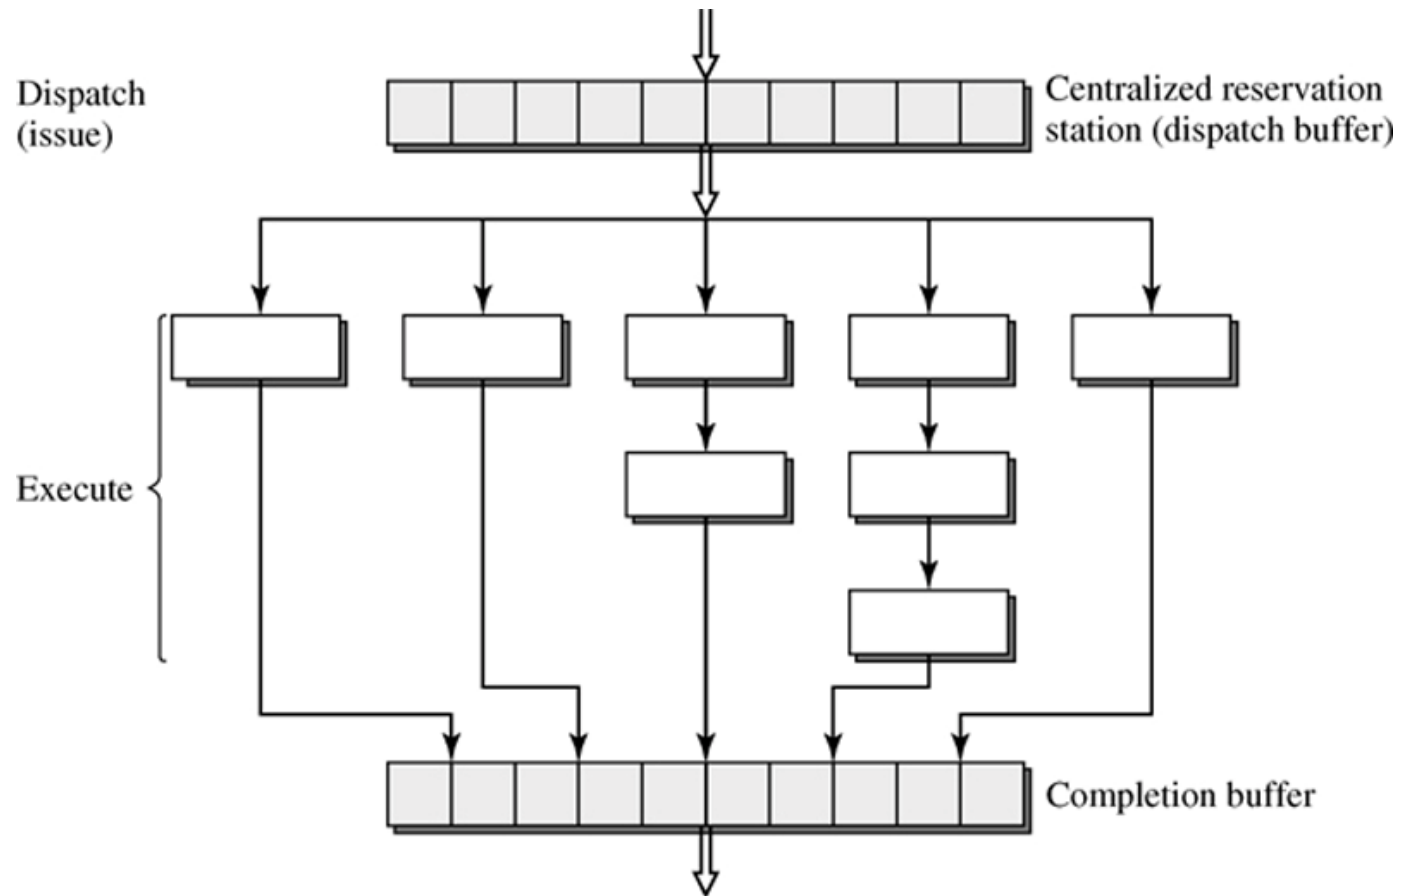 Dispatch
(issue)
Centralized reservation
station (dispatch buffer)
Execute
Completion buffer